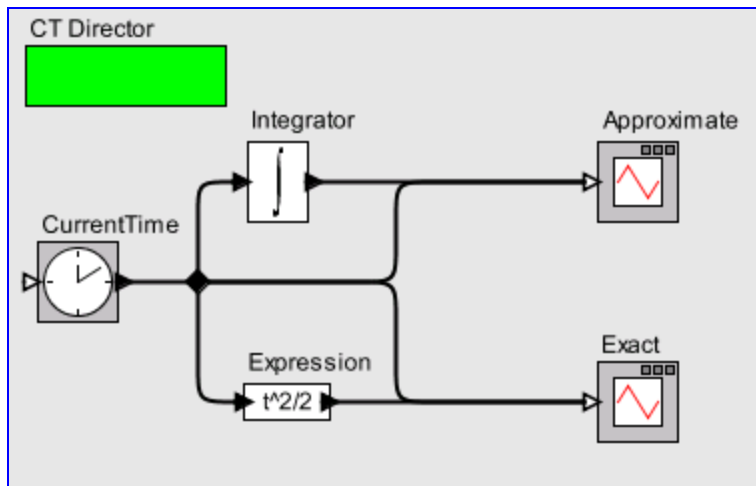 CT Director
Integrator
Approximate
CurrentTime
Expression
t^2/2
Exact